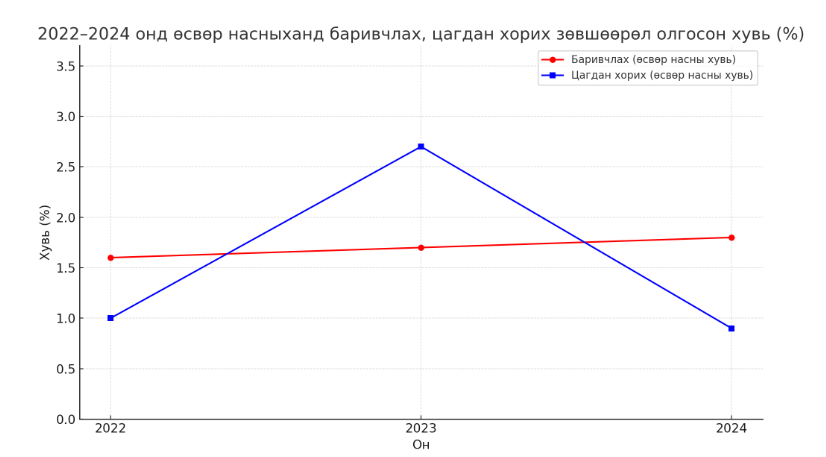 2022–2024 онд өсвөр насныханд баривчлах, цагдан хорих зөвшөөрөл олгосон хувь (%)
Баривчлах (өсвөр насны хувь)
Цагдан хорих (өсвөр насны хувь)
3.5
3.0
2.5
2.0
1.5
1.0
0.5
0.0
Хувь (%)
2022
2023
2024
Он